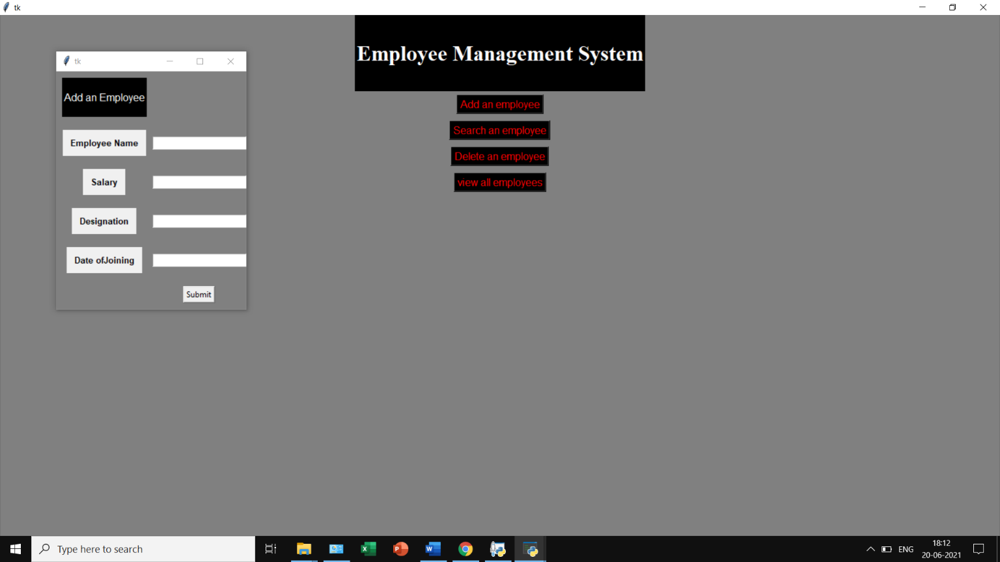 tk
Employee Management System
Add an employee
Search an employee
Delete an employee
view all employees
tk
Add an Employee
Employee Name
Salary
Designation
Date ofJoining
Submit
Type here to search
X
P
W
ENG
18:12
20-06-2021